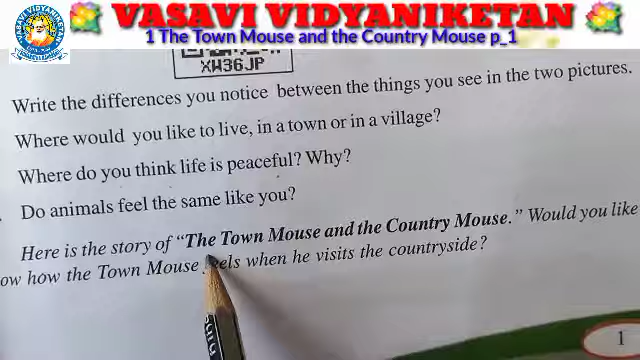 VASAVI VIDYANIKETAN
1 The Town Mouse and the Country Mouse p_1
XW36JP
Write the differences you notice between the things you see in the two pictures.
Where would you like to live, in a town or in a village?
Where do you think life is peaceful? Why?
Do animals feel the same like you?
Here is the story of "The Town Mouse and the Country Mouse." Would you like
how the Town Mouse feels when he visits the countryside?
1